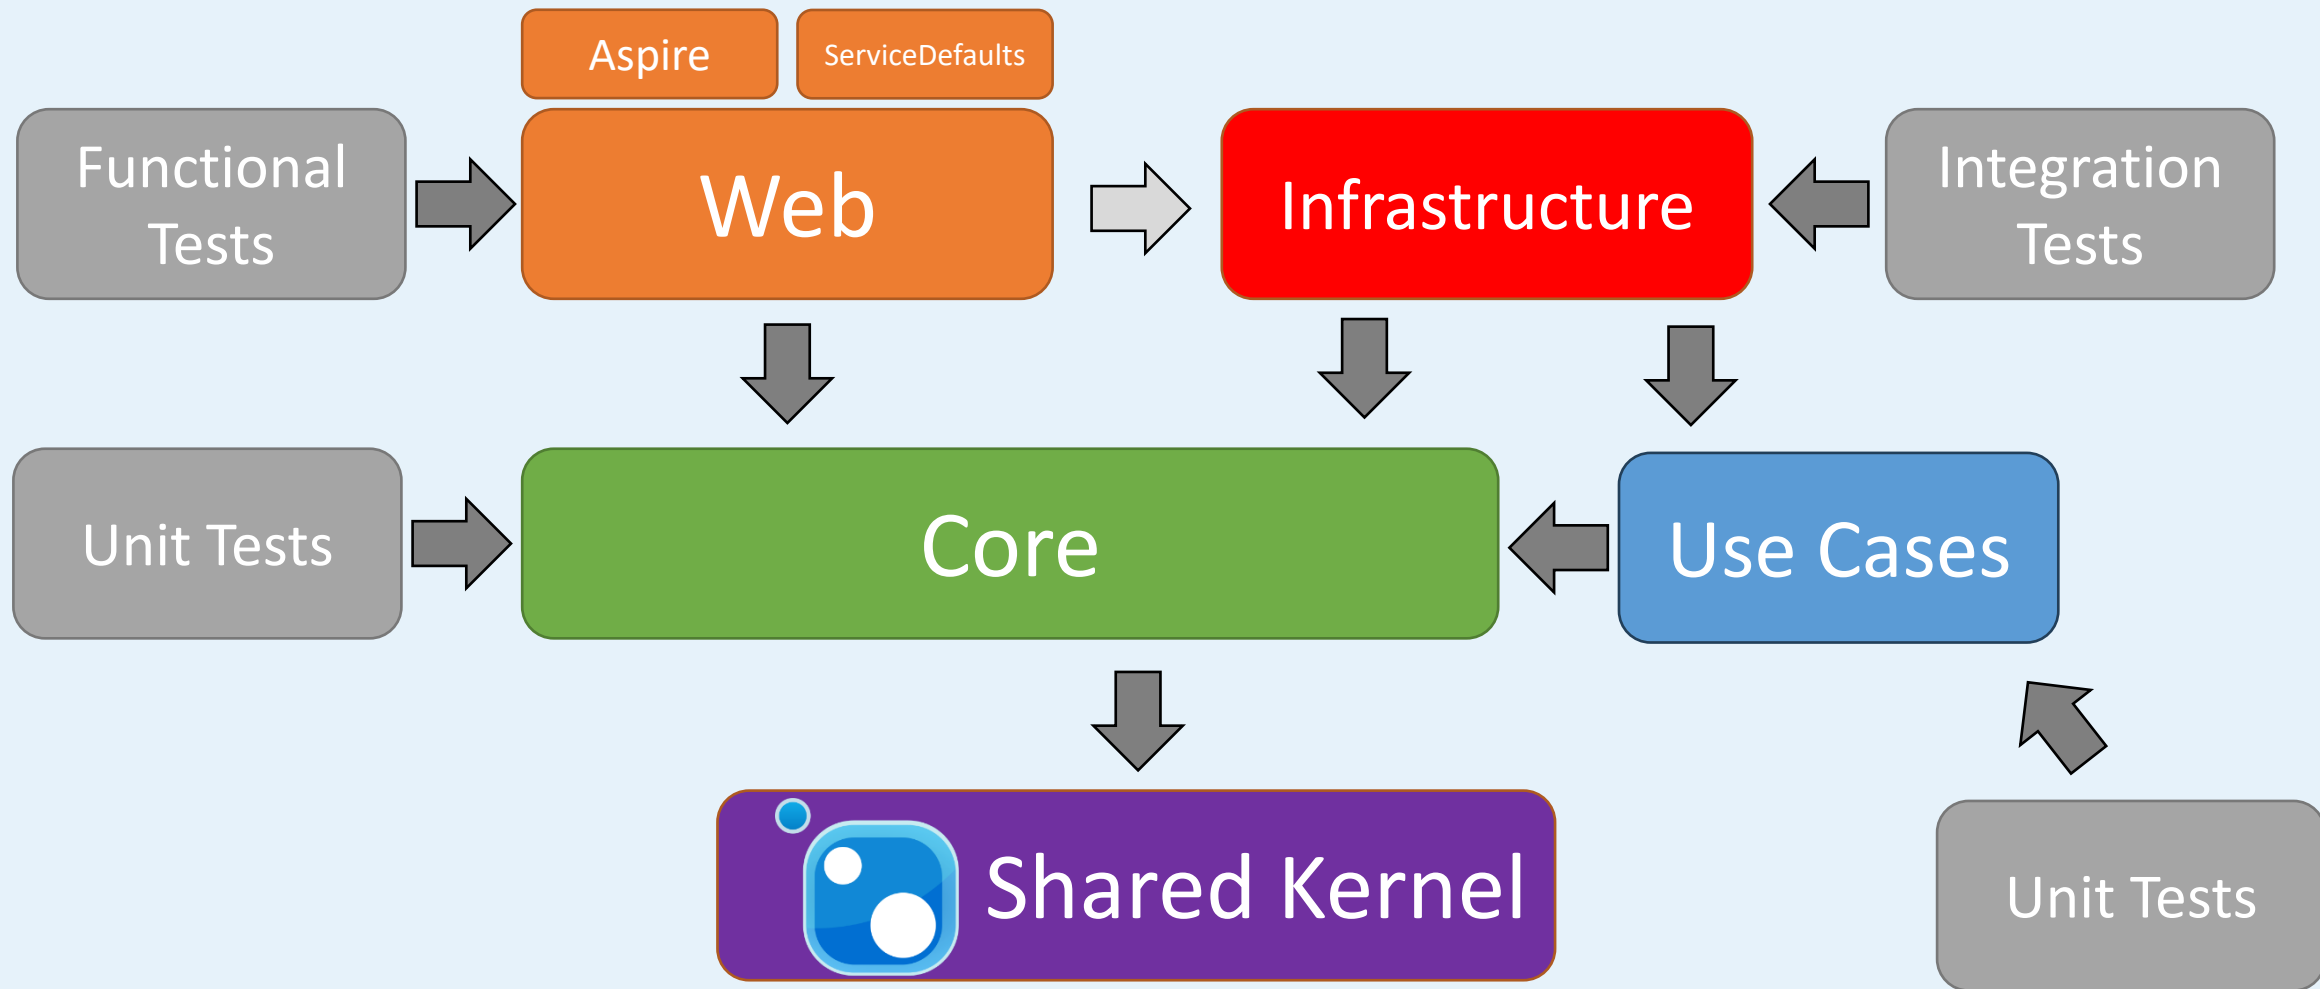 Aspire
ServiceDefaults
Functional
Tests
Web
Infrastructure
Integration
Tests
Unit Tests
Core
Use Cases
Shared Kernel
Unit Tests